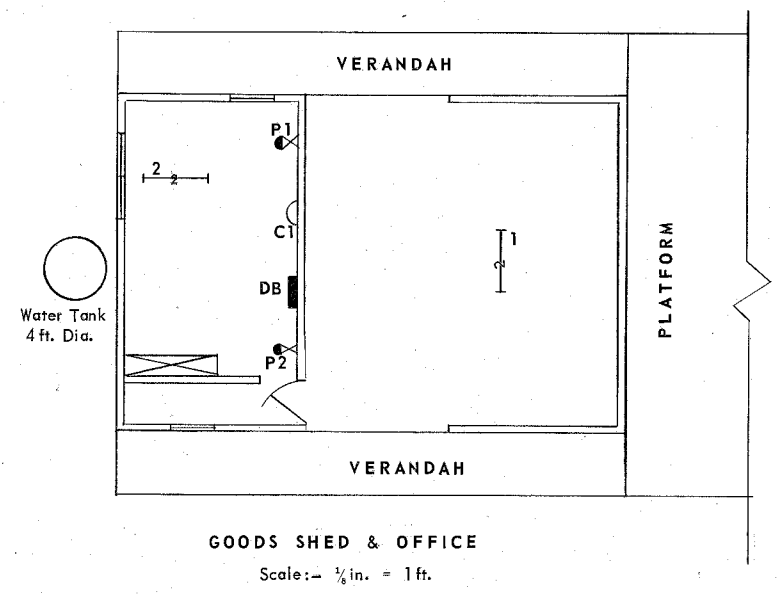 VERANDAH
P1
2
2
C1
1
2
DB
PLATFORM
Water Tank
4 ft. Dia.
P2
VERANDAH
GOODS SHED & OFFICE
Scale:- ⅛ in. = 1 ft.